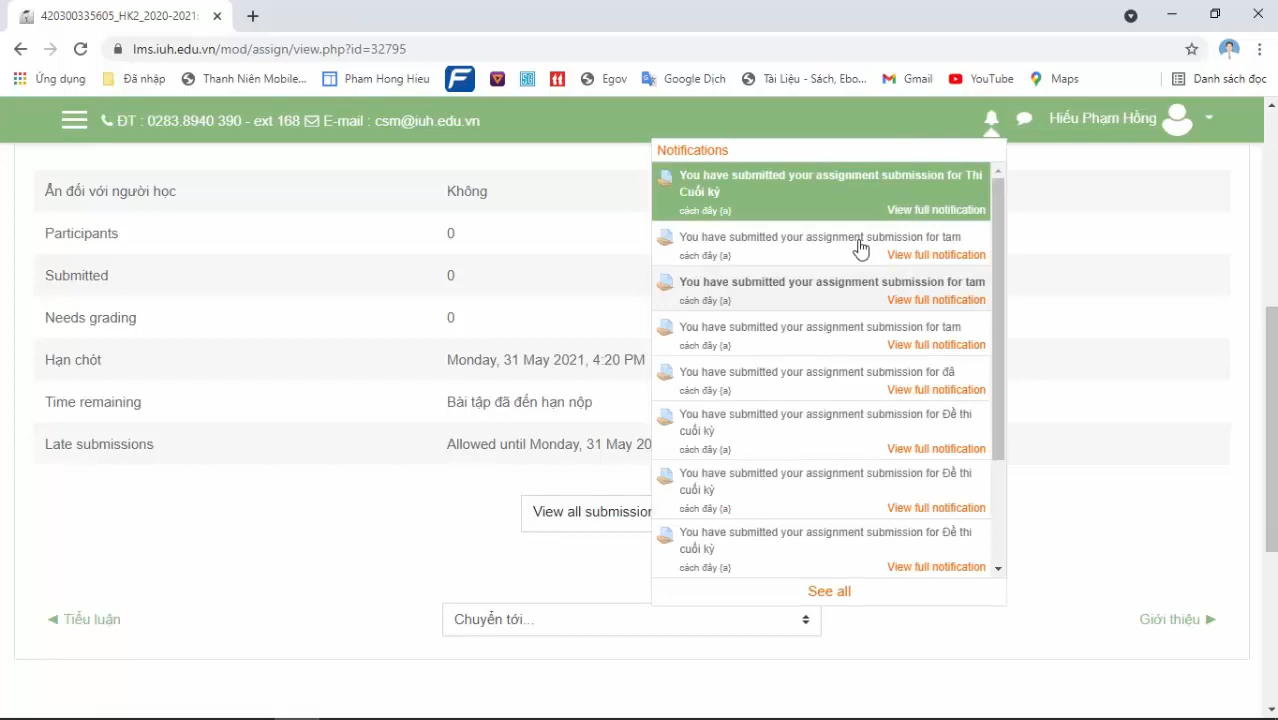 420300335605_HK2_2020-2021:
lms.iuh.edu.vn/mod/assign/view.php?id=32795
Ứng dụng Đã nhập Thanh Niên Mobile... Pham Hong Hieu Egov Google Dịch Tài Liệu - Sách, Ebo... Gmail YouTube Maps Danh sách đọc
ĐT : 0283.8940 390 - ext 168 E-mail : csm@iuh.edu.vn
Hiếu Phạm Hồng
Notifications
You have submitted your assignment submission for Thi
Cuối kỳ
cách đây {a} View full notification
You have submitted your assignment submission for tam
cách đây {a} View full notification
You have submitted your assignment submission for tam
cách đây {a} View full notification
You have submitted your assignment submission for tam
cách đây {a} View full notification
You have submitted your assignment submission for đâ
cách đây {a} View full notification
You have submitted your assignment submission for Đề thi
cuối kỳ
cách đây {a} View full notification
You have submitted your assignment submission for Đề thi
cuối kỳ
cách đây {a} View full notification
You have submitted your assignment submission for Đề thi
cuối kỳ
cách đây {a} View full notification
See all
Ẩn đối với người học Không
Participants 0
Submitted 0
Needs grading 0
Hạn chót Monday, 31 May 2021, 4:20 PM
Time remaining Bài tập đã đến hạn nộp
Late submissions Allowed until Monday, 31 May 20
View all submission
◄ Tiểu luận
Chuyển tới...
Giới thiệu ►